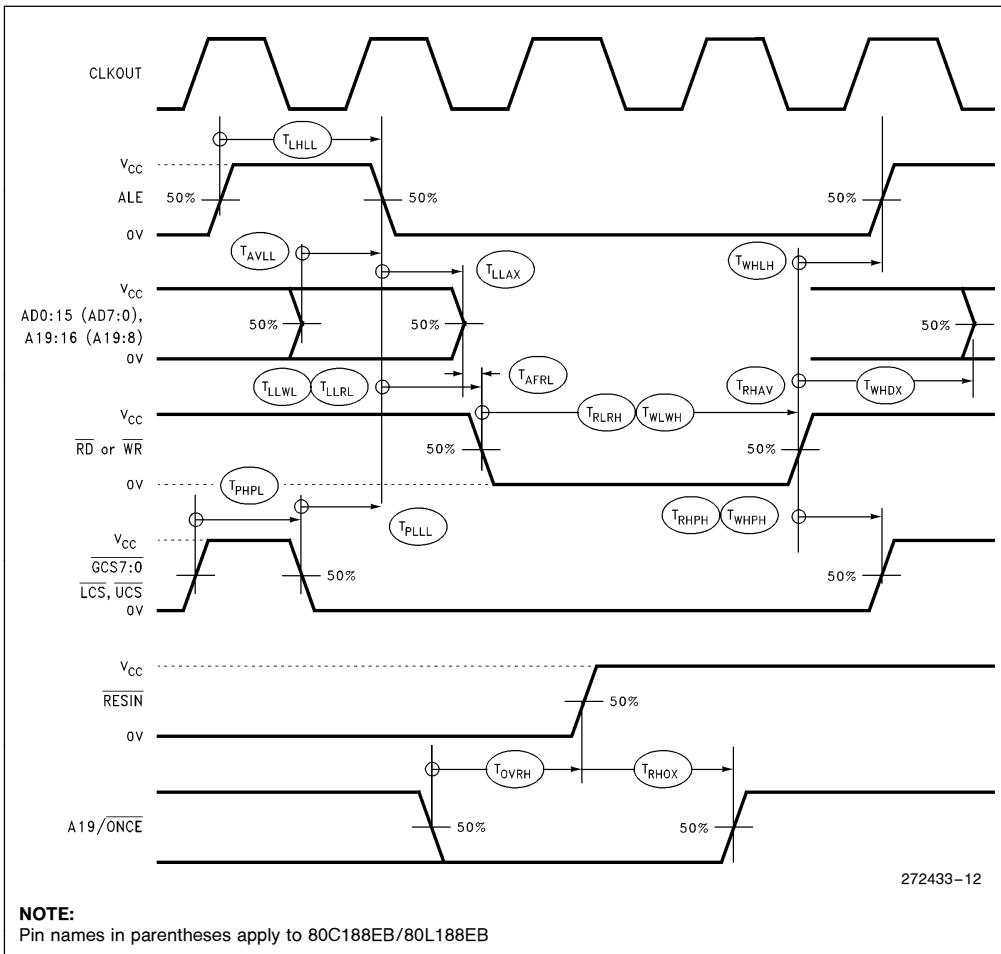 CLKOUT
T_LHLL
V_CC
ALE 50% 50% 50%
0V
T_AVLL T_LLAX T_WHLH
V_CC
AD0:15 (AD7:0),
A19:16 (A19:8)
50% 50% 50%
0V
T_LLWL T_LLRL T_AFRL T_RHAV T_WHDX
T_RLRH T_WLWH
V_CC
RD or WR 50% 50%
0V
T_PHPL T_PLLL T_RHPH T_WHPH
V_CC
GCS7:0
LCS, UCS
50% 50%
0V
V_CC
RESIN 50%
0V
T_OVRH T_RHOX
A19/ONCE 50% 50%
272433–12
NOTE:
Pin names in parentheses apply to 80C188EB/80L188EB